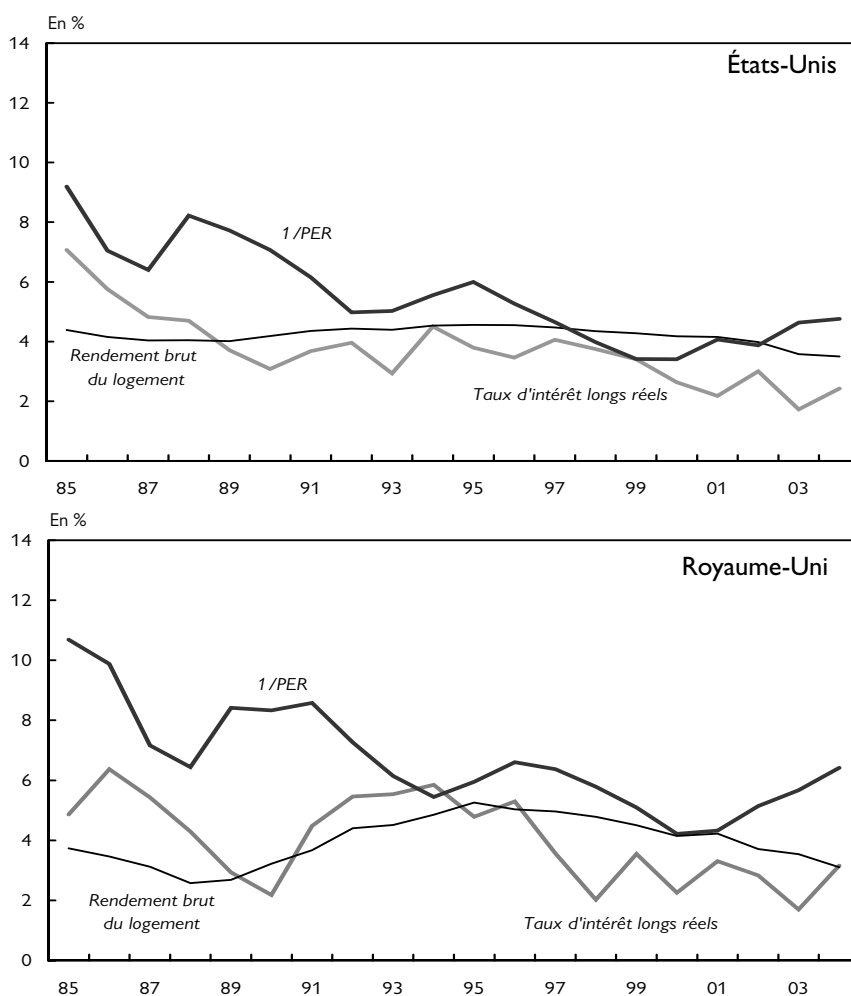 En %
14
États-Unis
12
10
8
1/PER
6
4
Rendement brut
du logement
Taux d'intérêt longs réels
2
0
85 87 89 91 93 95 97 99 01 03
En %
14
Royaume-Uni
12
10
1/PER
8
6
4
2
Rendement brut
du logement
Taux d'intérêt longs réels
0
85 87 89 91 93 95 97 99 01 03